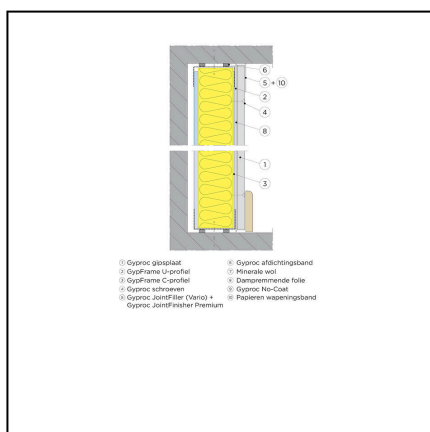 6
5 + 10
2
4
8
1
3
① Gyproc gipsplaat
② GypFrame U-profiel
③ GypFrame C-profiel
④ Gyproc schroeven
⑤ Gyproc JointFiller (Vario) +
Gyproc JointFinisher Premium
⑥ Gyproc afdichtingsband
⑦ Minerale wol
⑧ Dampremmende folie
⑨ Gyproc No-Coat
⑩ Papieren wapeningsband